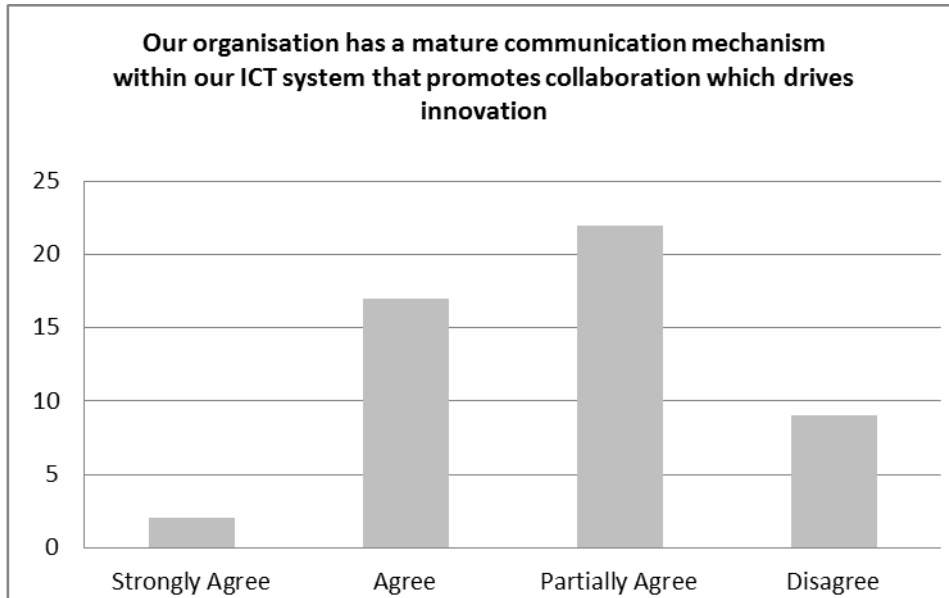 Our organisation has a mature communication mechanism
within our ICT system that promotes collaboration which drives
innovation
25
20
15
10
5
0
Strongly Agree Agree Partially Agree Disagree